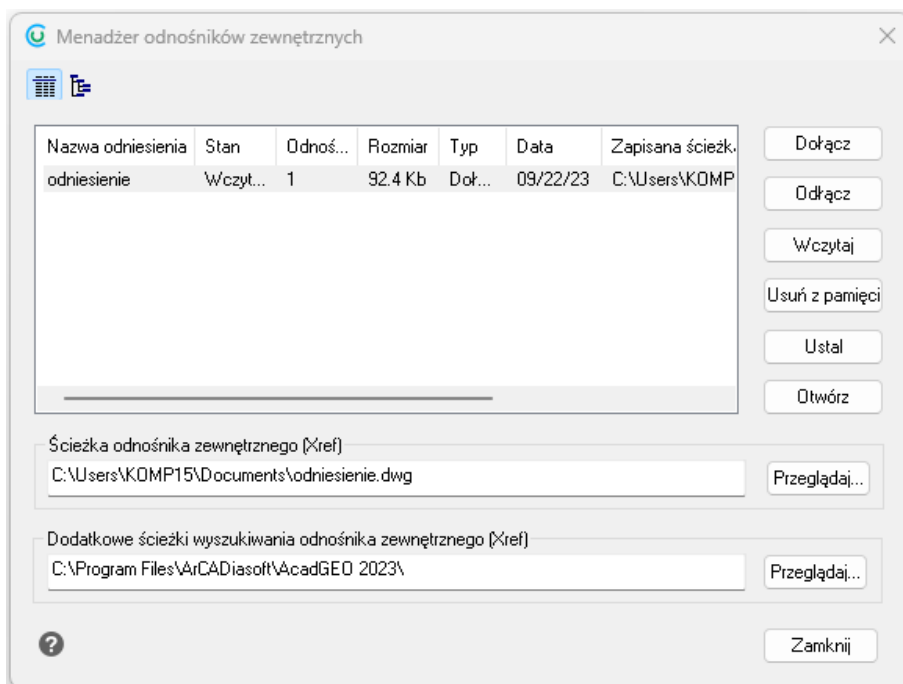 Menadżer odnośników zewnętrznych
Nazwa odniesienia Stan Odnoś... Rozmiar Typ Data Zapisana ścieżk
odniesienie Wczyt... 1 92.4 Kb Doł... 09/22/23 C:\Users\KOMP
Dołącz
Odłącz
Wczytaj
Usuń z pamięci
Ustal
Otwórz
Ścieżka odnośnika zewnętrznego (Xref)
C:\Users\KOMP15\Documents\odniesienie.dwg
Przeglądaj...
Dodatkowe ścieżki wyszukiwania odnośnika zewnętrznego (Xref)
C:\Program Files\ArCADiasoft\AcadGEO 2023\
Przeglądaj...
?
Zamknij